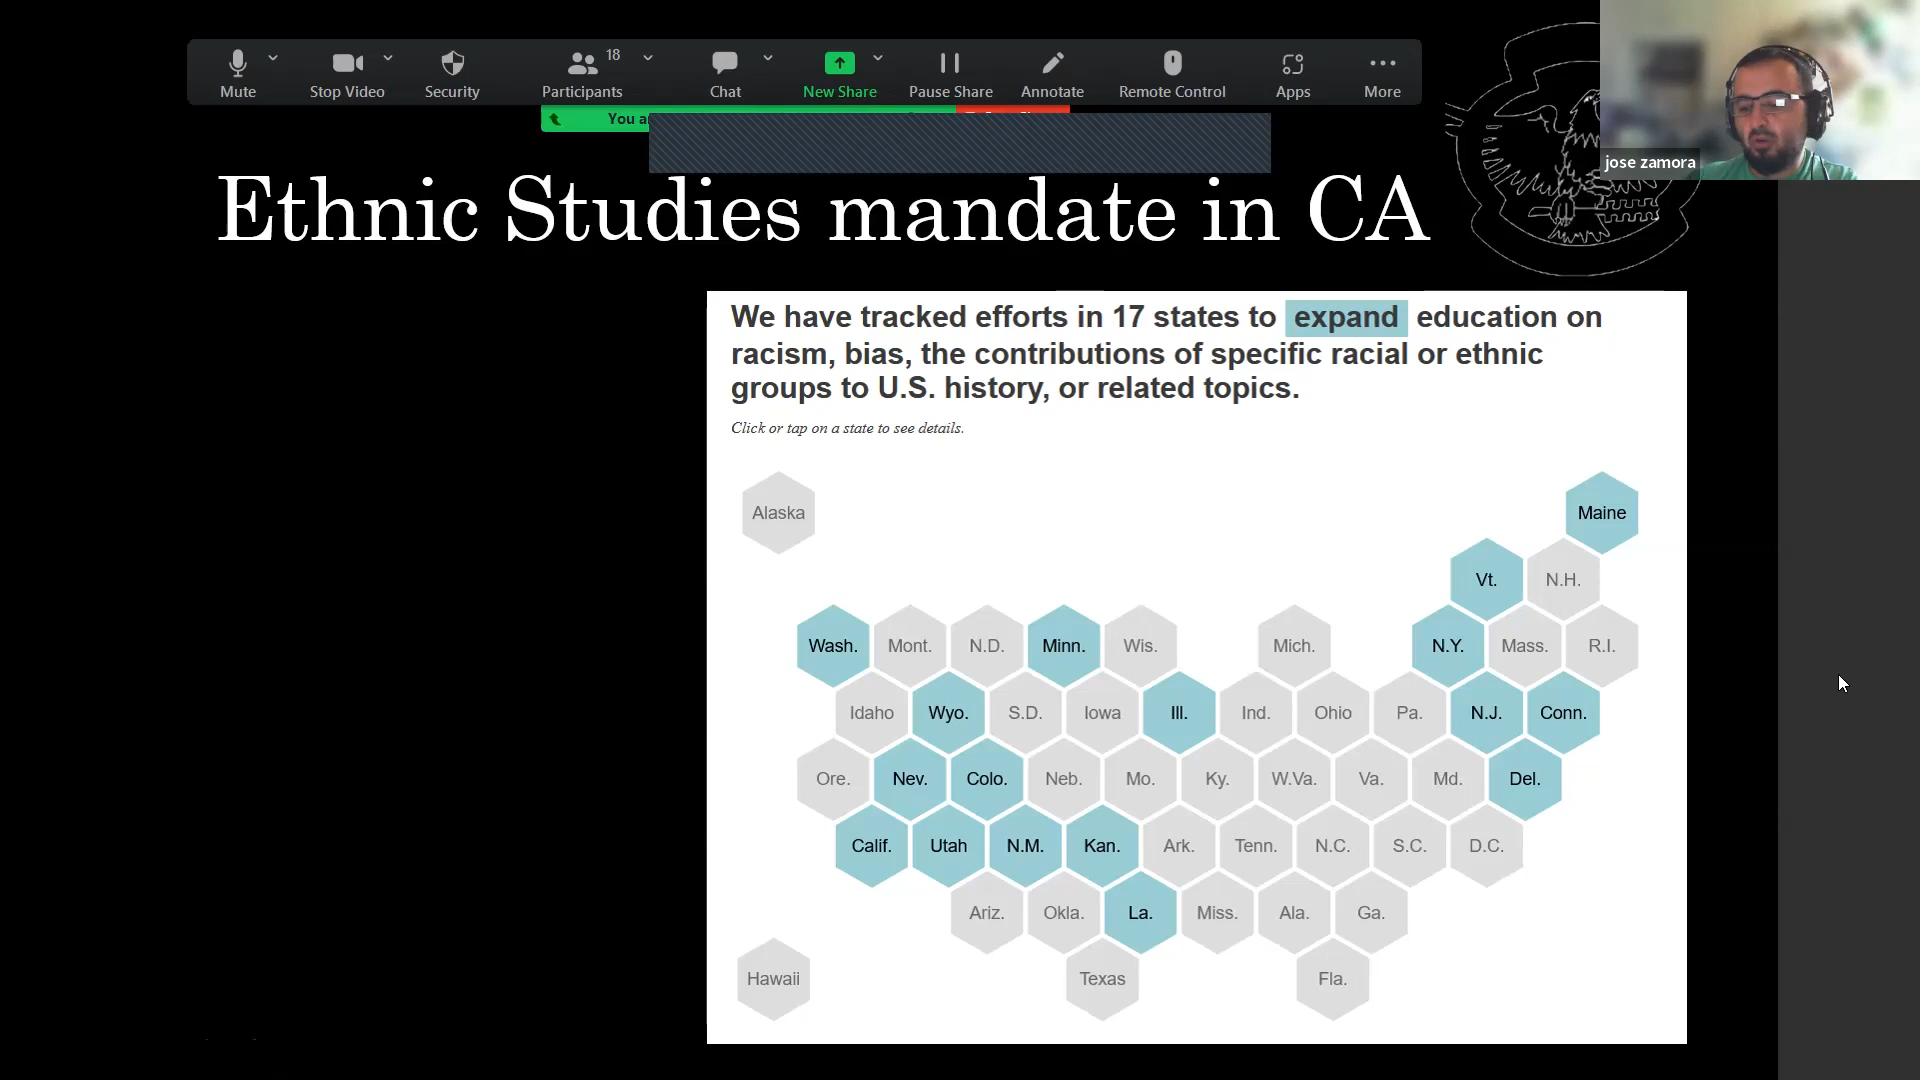 18
Mute
Stop Video
Security
Participants
Chat
New Share
Pause Share
Annotate
Remote Control
Apps
More
You
jose zamora
Ethnic Studies mandate in CA
We have tracked efforts in 17 states to expand education on
racism, bias, the contributions of specific racial or ethnic
groups to U.S. history, or related topics.
Click or tap on a state to see details.
Alaska
Maine
Vt. N.H.
Wash. Mont. N.D. Minn. Wis. Mich. N.Y. Mass. R.I.
Idaho Wyo. S.D. Iowa Ill. Ind. Ohio Pa. N.J. Conn.
Ore. Nev. Colo. Neb. Mo. Ky. W.Va. Va. Md. Del.
Calif. Utah N.M. Kan. Ark. Tenn. N.C. S.C. D.C.
Ariz. Okla. La. Miss. Ala. Ga.
Hawaii Texas Fla.